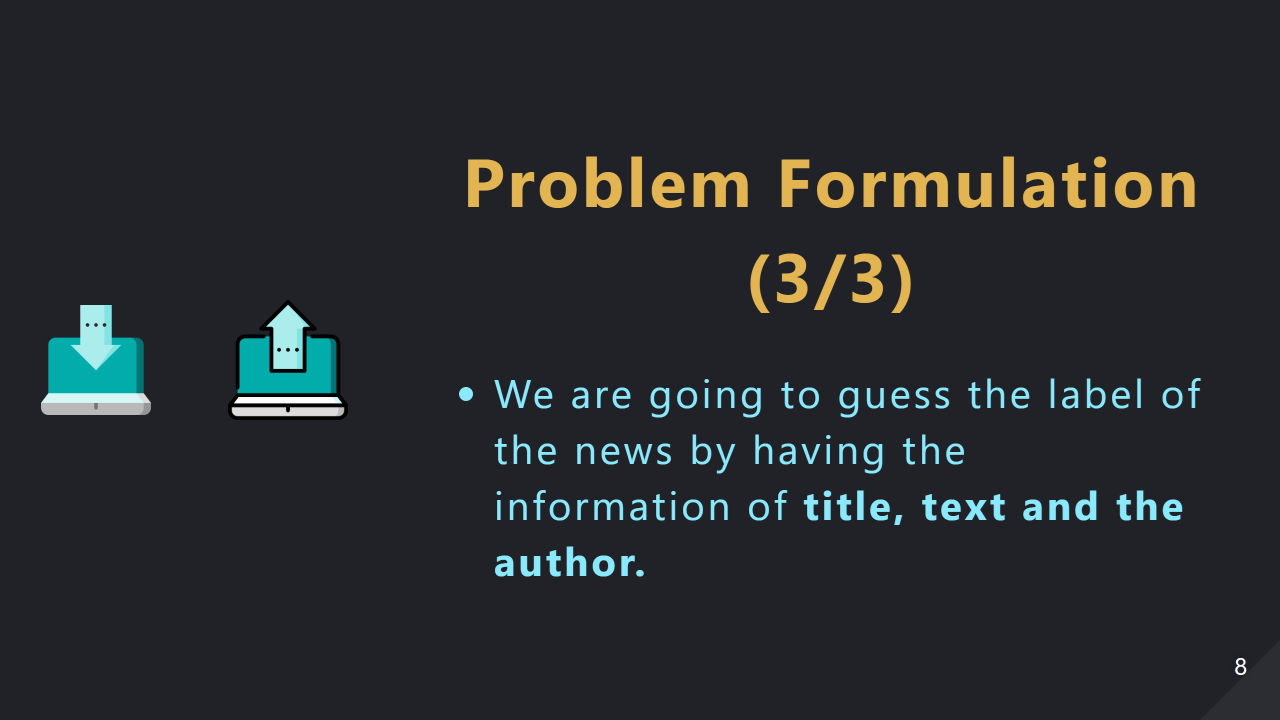 Problem Formulation
(3/3)
• We are going to guess the label of
the news by having the
information of title, text and the
author.
8